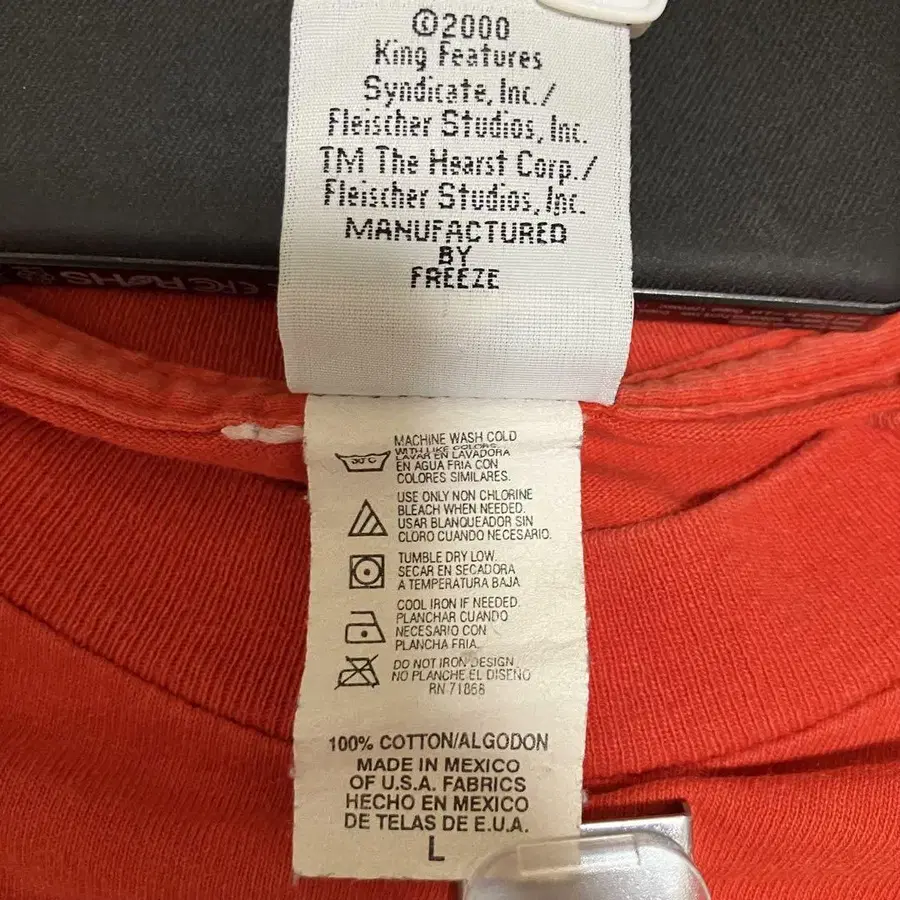 ©2000
King Features
Syndicate, Inc./
Fleischer Studios, Inc.
TM The Hearst Corp./
Fleischer Studios, Inc.
MANUFACTURED
BY
FREEZE
MACHINE WASH COLD
WITH LIKE COLORS.
LAVAR EN LAVADORA
EN AGUA FRIA CON
COLORES SIMILARES.
30°C
USE ONLY NON CHLORINE
BLEACH WHEN NEEDED.
USAR BLANQUEADOR SIN
CLORO CUANDO NECESARIO.
TUMBLE DRY LOW.
SECAR EN SECADORA
A TEMPERATURA BAJA
COOL IRON IF NEEDED.
PLANCHAR CUANDO
NECESARIO CON
PLANCHA FRIA.
DO NOT IRON DESIGN
NO PLANCHE EL DISEÑO
RN 71868
100% COTTON/ALGODON
MADE IN MEXICO
OF U.S.A. FABRICS
HECHO EN MEXICO
DE TELAS DE E.U.A.
L